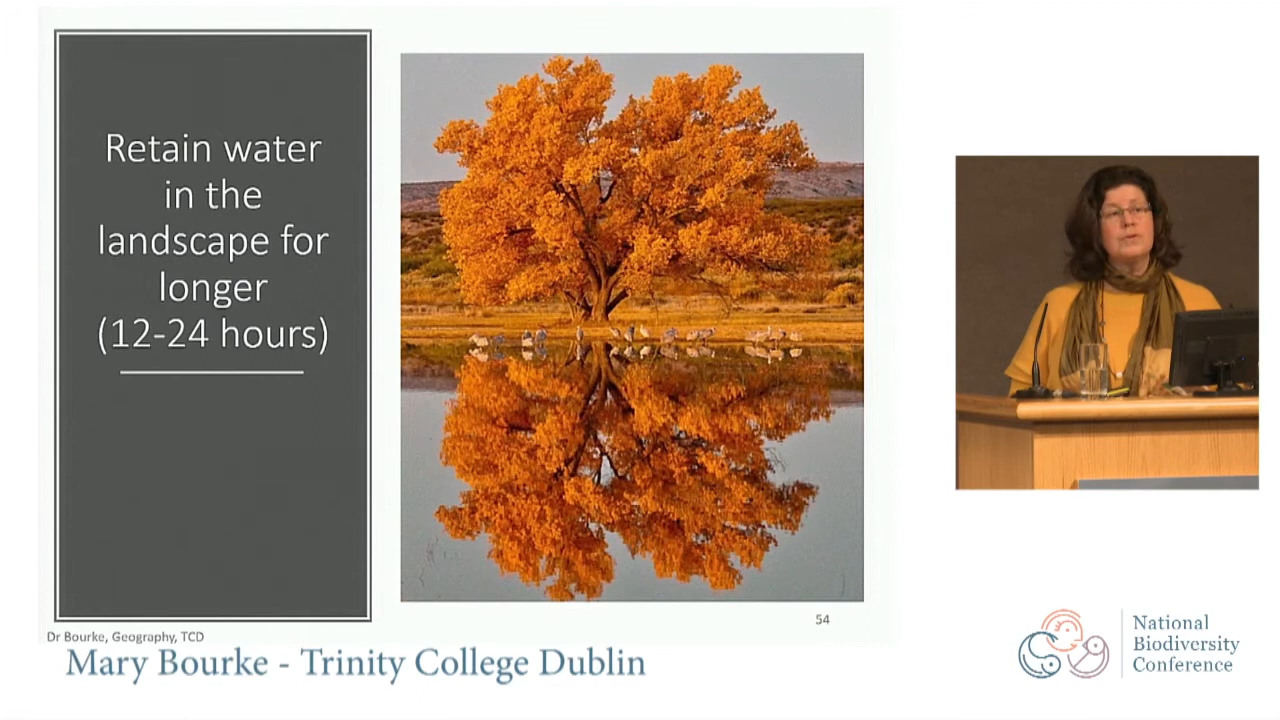 Retain water
in the
landscape for
longer
(12-24 hours)
54
Dr Bourke, Geography, TCD
Mary Bourke - Trinity College Dublin
National
Biodiversity
Conference